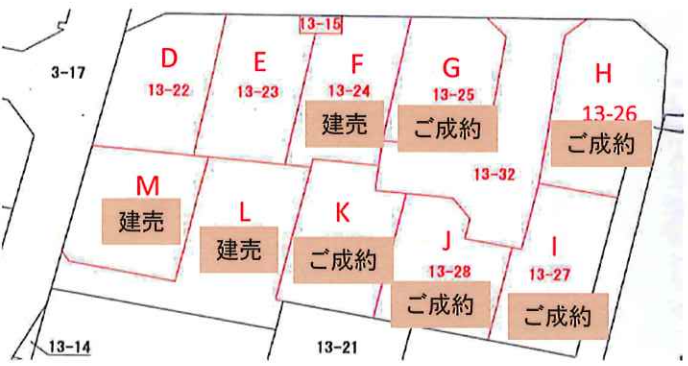 13-15
3-17
D
13-22
E
13-23
F
13-24
建売
G
13-25
ご成約
H
13-26
ご成約
13-32
M
建売
L
建売
K
ご成約
J
13-28
ご成約
I
13-27
ご成約
13-14
13-21